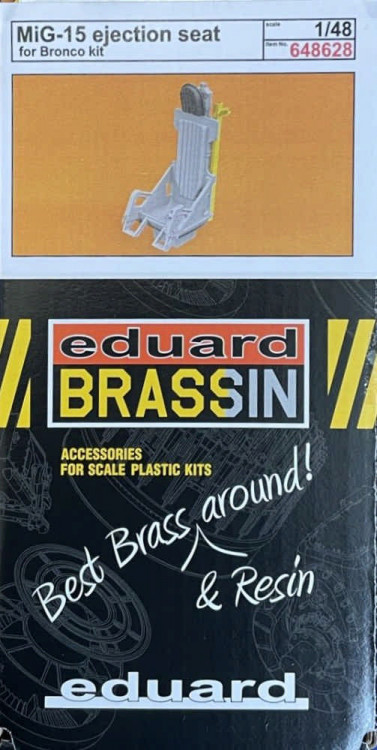 MiG-15 ejection seat
for Bronco kit
scale
1/48
Item No.
648628
eduard
BRASSIN
ACCESSORIES
FOR SCALE PLASTIC KITS
Best Brass around!
& Resin
eduard